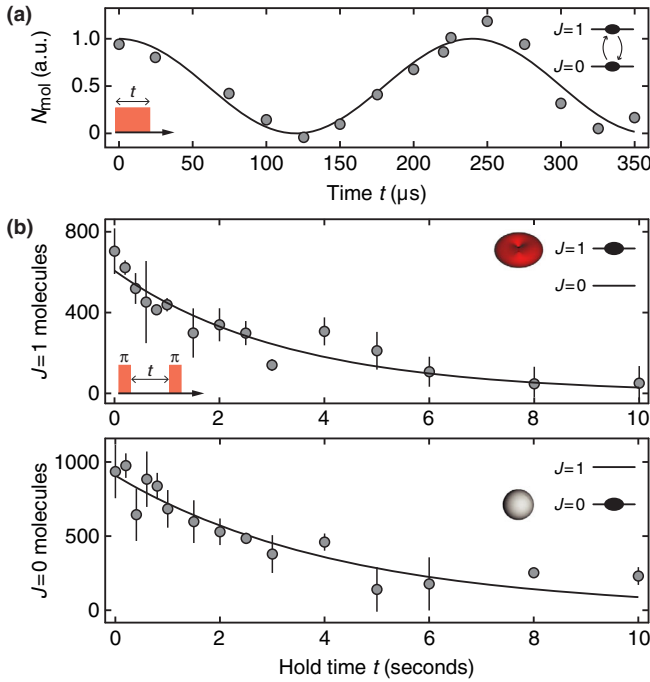 (a)
1.0
0.5
0
N_mol (a.u.)
t
J=1
J=0
0 50 100 150 200 250 300 350
Time t (μs)
(b)
800
400
0
J=1 molecules
J=1
J=0
π π
t
0 2 4 6 8 10
1000
500
0
J=0 molecules
J=1
J=0
0 2 4 6 8 10
Hold time t (seconds)